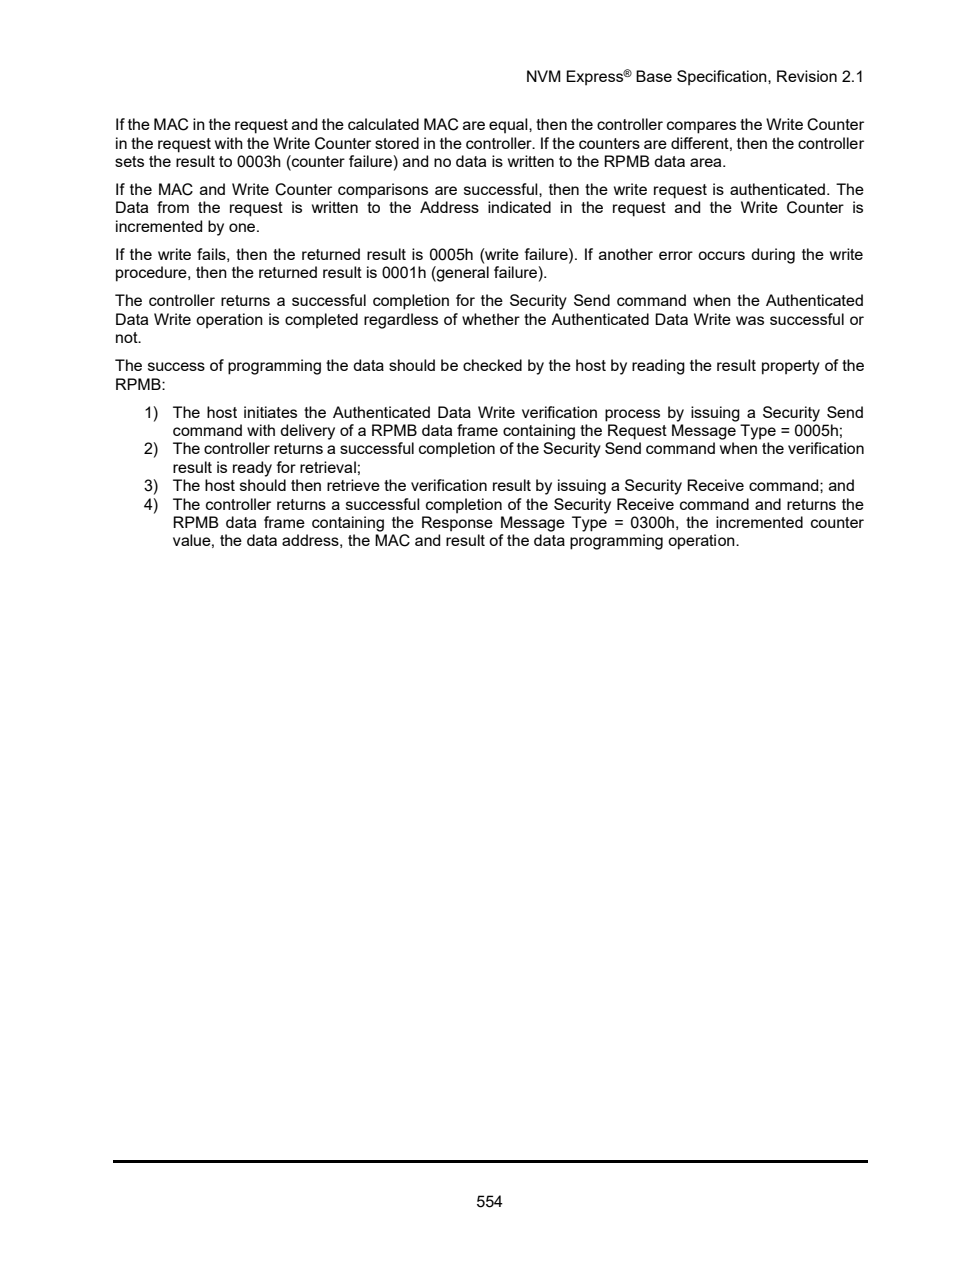 NVM Express® Base Specification, Revision 2.1
If the MAC in the request and the calculated MAC are equal, then the controller compares the Write Counter
in the request with the Write Counter stored in the controller. If the counters are different, then the controller
sets the result to 0003h (counter failure) and no data is written to the RPMB data area.
If the MAC and Write Counter comparisons are successful, then the write request is authenticated. The
Data from the request is written to the Address indicated in the request and the Write Counter is
incremented by one.
If the write fails, then the returned result is 0005h (write failure). If another error occurs during the write
procedure, then the returned result is 0001h (general failure).
The controller returns a successful completion for the Security Send command when the Authenticated
Data Write operation is completed regardless of whether the Authenticated Data Write was successful or
not.
The success of programming the data should be checked by the host by reading the result property of the
RPMB:
1) The host initiates the Authenticated Data Write verification process by issuing a Security Send
command with delivery of a RPMB data frame containing the Request Message Type = 0005h;
2) The controller returns a successful completion of the Security Send command when the verification
result is ready for retrieval;
3) The host should then retrieve the verification result by issuing a Security Receive command; and
4) The controller returns a successful completion of the Security Receive command and returns the
RPMB data frame containing the Response Message Type = 0300h, the incremented counter
value, the data address, the MAC and result of the data programming operation.
554